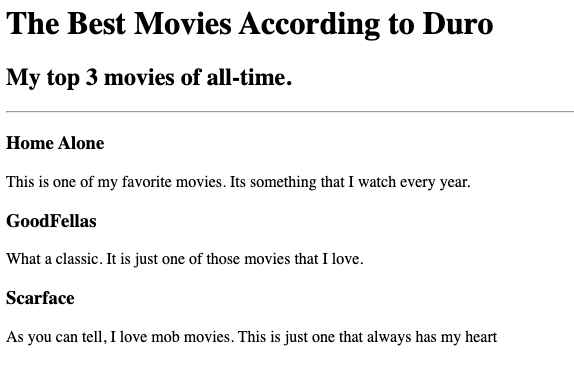 The Best Movies According to Duro
My top 3 movies of all-time.
Home Alone
This is one of my favorite movies. Its something that I watch every year.
GoodFellas
What a classic. It is just one of those movies that I love.
Scarface
As you can tell, I love mob movies. This is just one that always has my heart